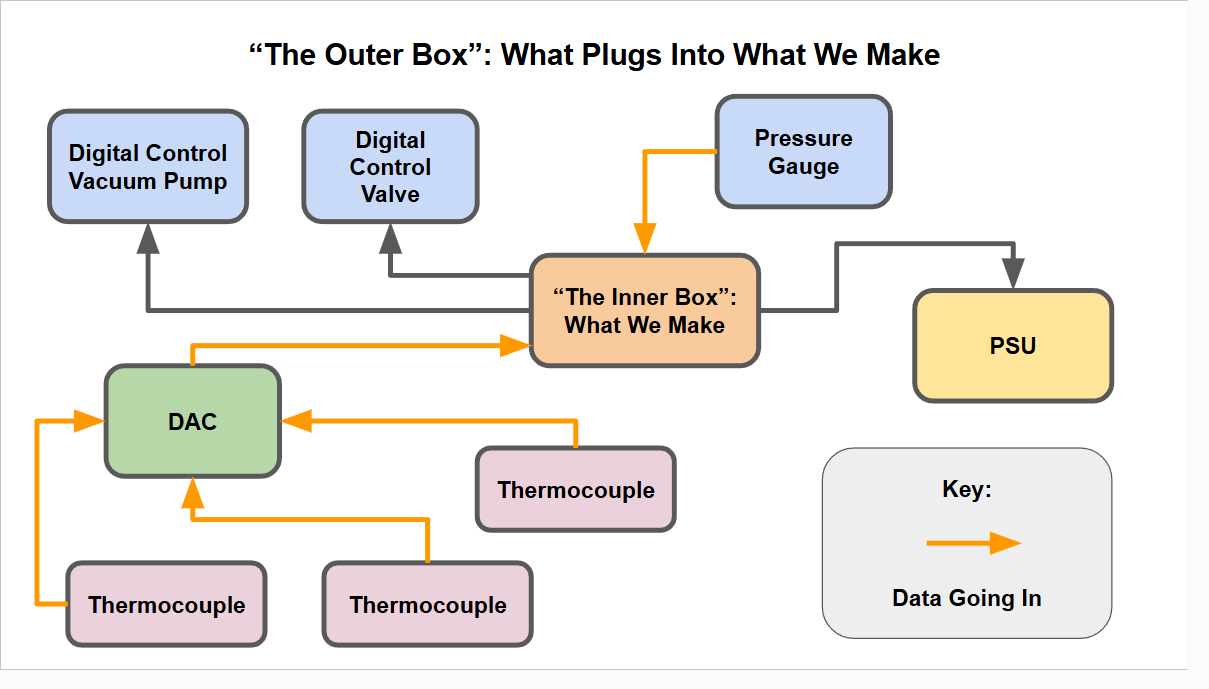 “The Outer Box”: What Plugs Into What We Make
Digital Control
Vacuum Pump
Digital
Control
Valve
Pressure
Gauge
“The Inner Box”:
What We Make
PSU
DAC
Thermocouple
Thermocouple
Thermocouple
Key:
Data Going In